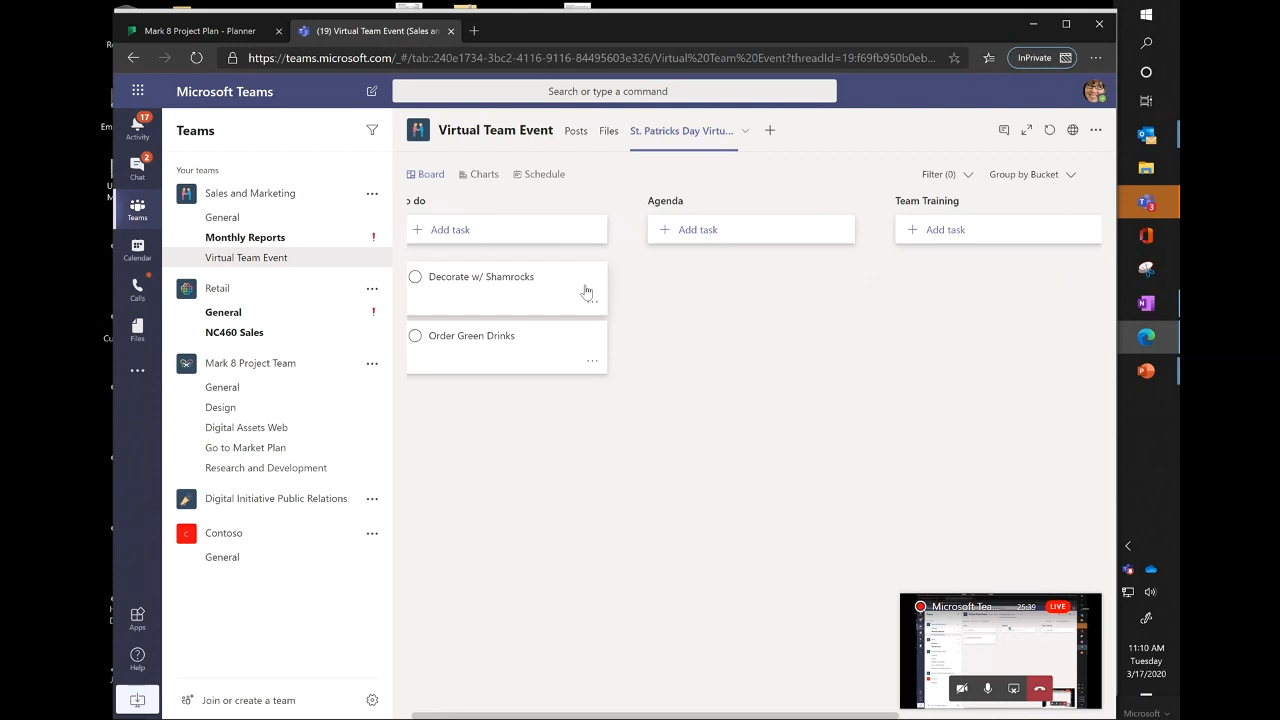 Mark 8 Project Plan - Planner
(19) Virtual Team Event (Sales an
https://teams.microsoft.com/_#/tab::240e1734-3bc2-4116-9116-84495603e326/Virtual%20Team%20Event?threadId=19:f69fb950b0eb...
InPrivate
Microsoft Teams
Search or type a command
17
Activity
2
Chat
Teams
Calendar
Calls
Files
Apps
Help
Teams
Your teams
Sales and Marketing
General
Monthly Reports
Virtual Team Event
Retail
General
NC460 Sales
Mark 8 Project Team
General
Design
Digital Assets Web
Go to Market Plan
Research and Development
Digital Initiative Public Relations
C Contoso
General
Join or create a team
Virtual Team Event Posts Files St. Patricks Day Virtu...
Board Charts Schedule Filter (0) Group by Bucket
o do Agenda Team Training
Add task Add task Add task
Decorate w/ Shamrocks
Order Green Drinks
Microsoft Tea... 25:39 LIVE
3
11:10 AM
Tuesday
3/17/2020
Microsoft